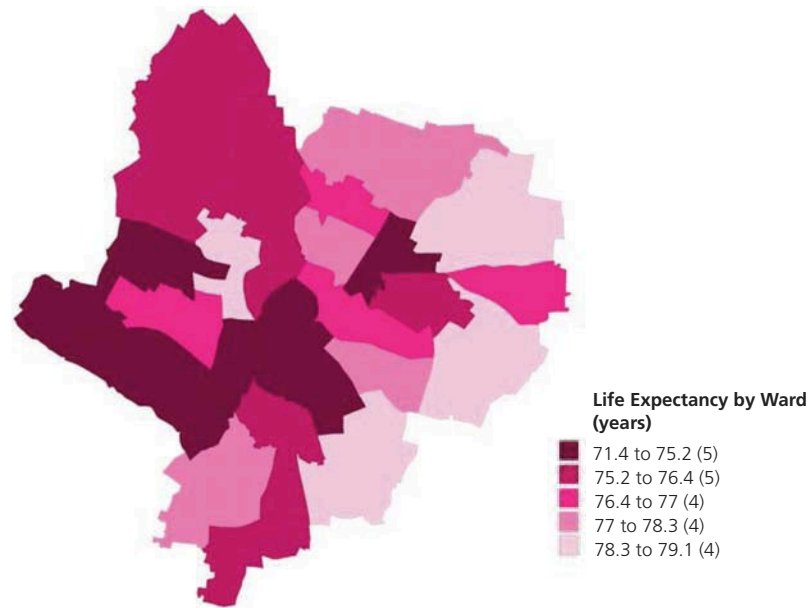 Life Expectancy by Ward
(years)
71.4 to 75.2 (5)
75.2 to 76.4 (5)
76.4 to 77 (4)
77 to 78.3 (4)
78.3 to 79.1 (4)